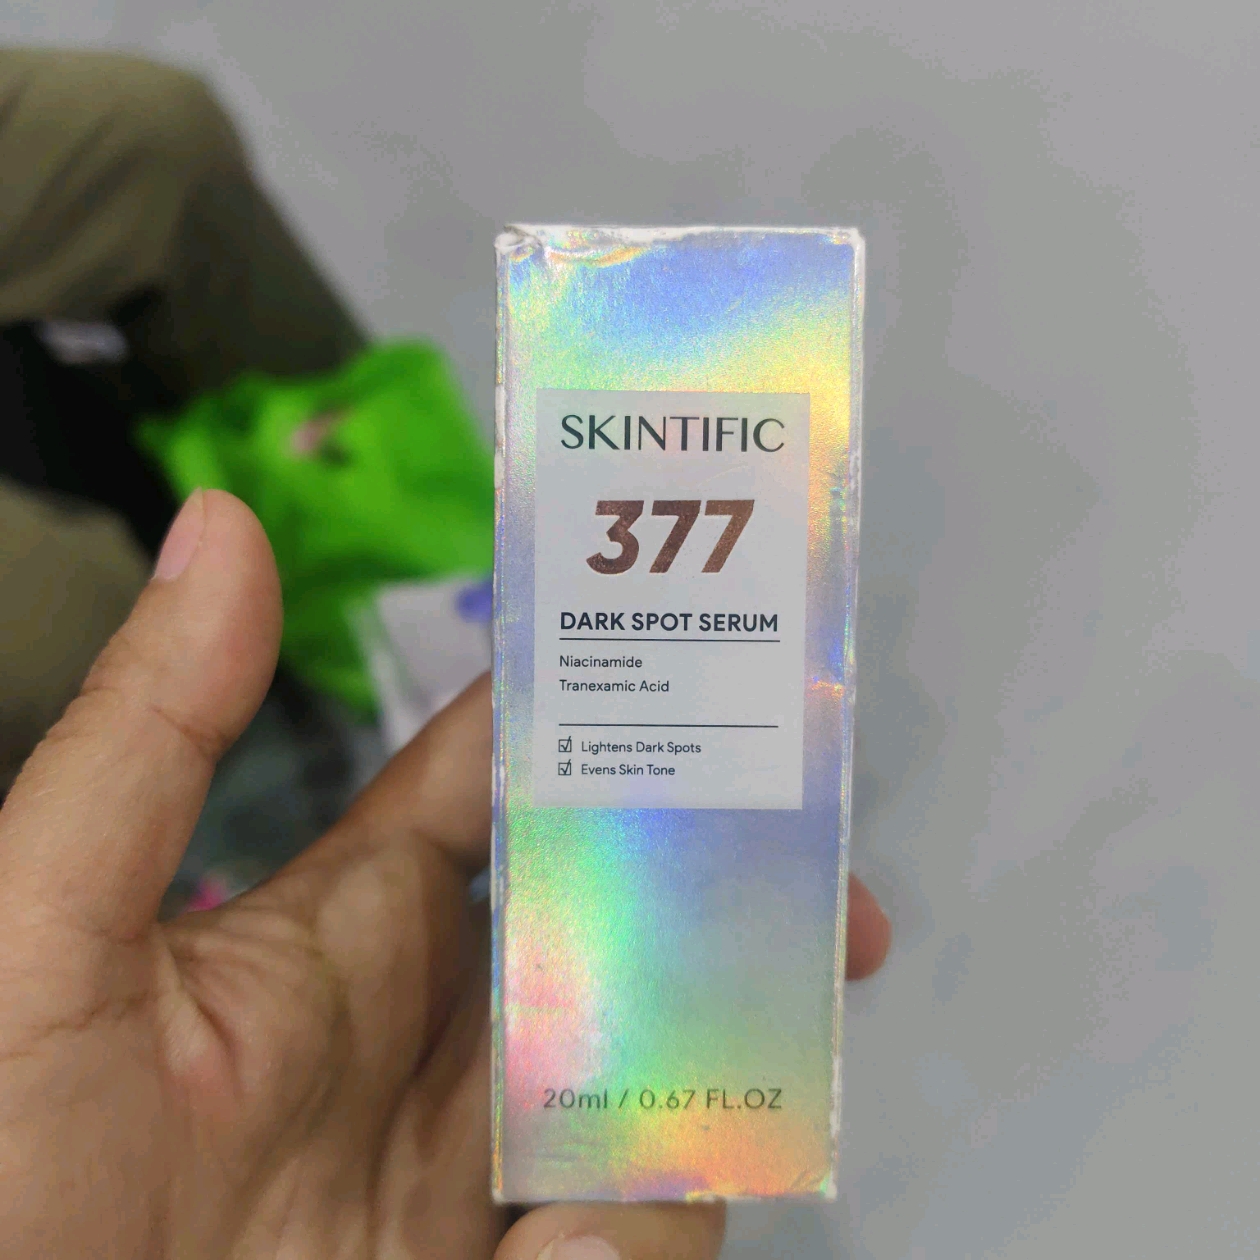 SKINTIFIC
377
DARK SPOT SERUM
Niacinamide
Tranexamic Acid
Lightens Dark Spots
Evens Skin Tone
20ml / 0.67 FL.OZ